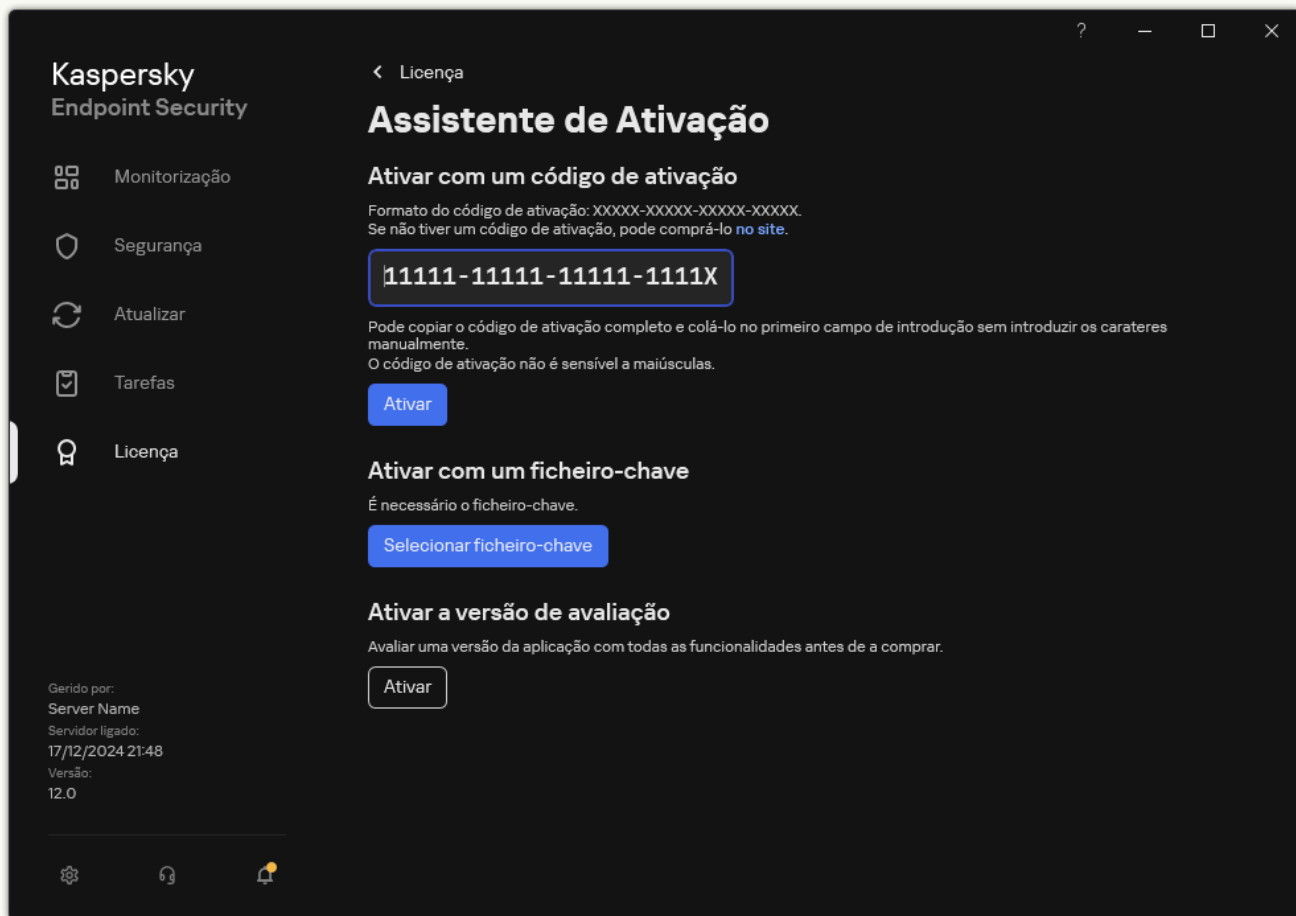 ?
Kaspersky
Endpoint Security
Monitorização
Segurança
Atualizar
Tarefas
Licença
Gerido por:
Server Name
Servidor ligado:
17/12/2024 21:48
Versão:
12.0
Licença
Assistente de Ativação
Ativar com um código de ativação
Formato do código de ativação: XXXXX-XXXXX-XXXXX-XXXXX.
Se não tiver um código de ativação, pode comprá-lo no site.
11111-11111-11111-1111X
Pode copiar o código de ativação completo e colá-lo no primeiro campo de introdução sem introduzir os carateres
manualmente.
O código de ativação não é sensível a maiúsculas.
Ativar
Ativar com um ficheiro-chave
É necessário o ficheiro-chave.
Selecionar ficheiro-chave
Ativar a versão de avaliação
Avaliar uma versão da aplicação com todas as funcionalidades antes de a comprar.
Ativar